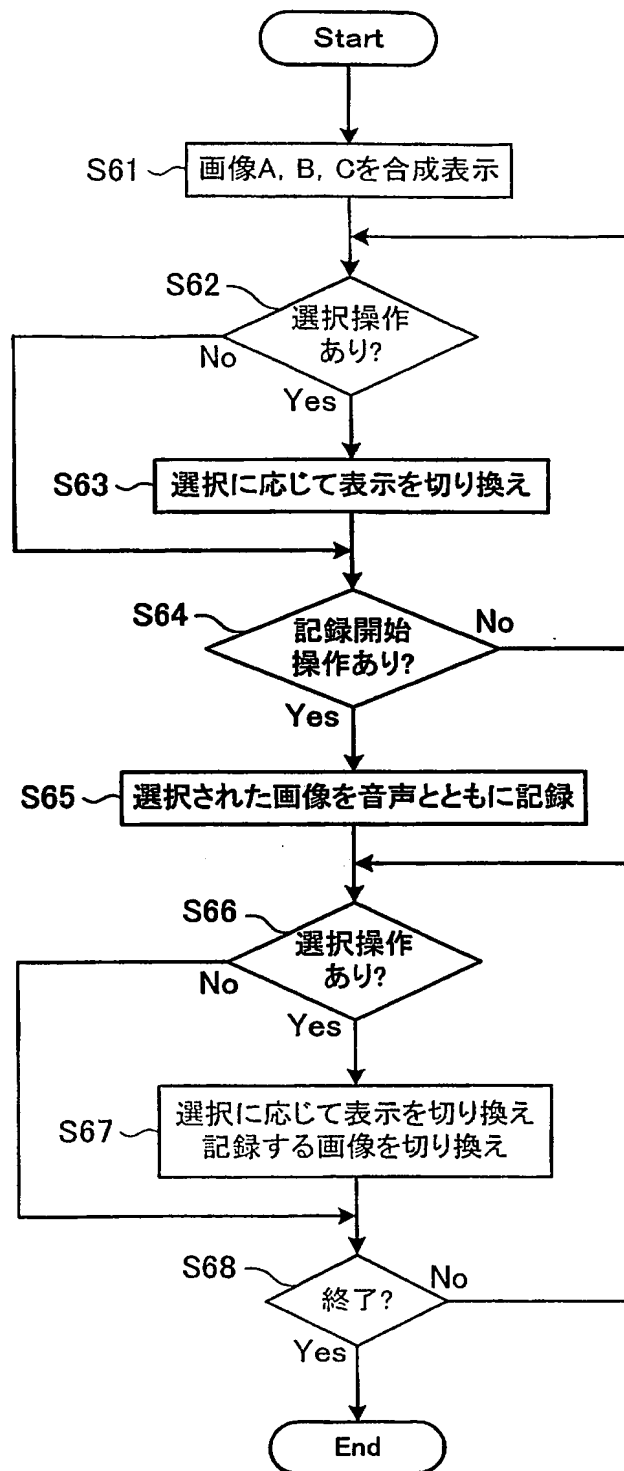 Start
S61
画像A, B, Cを合成表示
S62
選択操作
あり?
No
Yes
S63
選択に応じて表示を切り換え
S64
記録開始
操作あり?
No
Yes
S65
選択された画像を音声とともに記録
S66
選択操作
あり?
No
Yes
S67
選択に応じて表示を切り換え
記録する画像を切り換え
S68
終了?
No
Yes
End